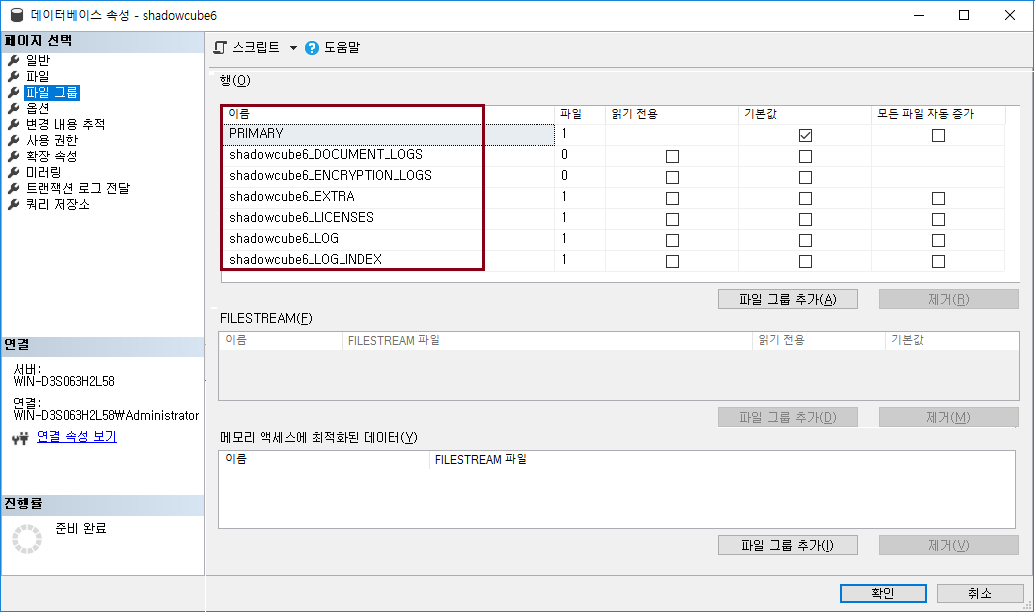 데이터베이스 속성 - shadowcube6
페이지 선택
일반
파일
파일 그룹
옵션
변경 내용 추적
사용 권한
확장 속성
미러링
트랜잭션 로그 전달
쿼리 저장소
연결
서버:
WIN-D3S063H2L58
연결:
WIN-D3S063H2L58₩Administrator
연결 속성 보기
진행률
준비 완료
스크립트 도움말
행(O)
이름 파일 읽기 전용 기본값 모든 파일 자동 증가
PRIMARY 1
shadowcube6_DOCUMENT_LOGS 0
shadowcube6_ENCRYPTION_LOGS 0
shadowcube6_EXTRA 1
shadowcube6_LICENSES 1
shadowcube6_LOG 1
shadowcube6_LOG_INDEX 1
파일 그룹 추가(A) 제거(R)
FILESTREAM(F)
이름 FILESTREAM 파일 읽기 전용 기본값
파일 그룹 추가(D) 제거(M)
메모리 액세스에 최적화된 데이터(Y)
이름 FILESTREAM 파일
파일 그룹 추가(I) 제거(V)
확인 취소